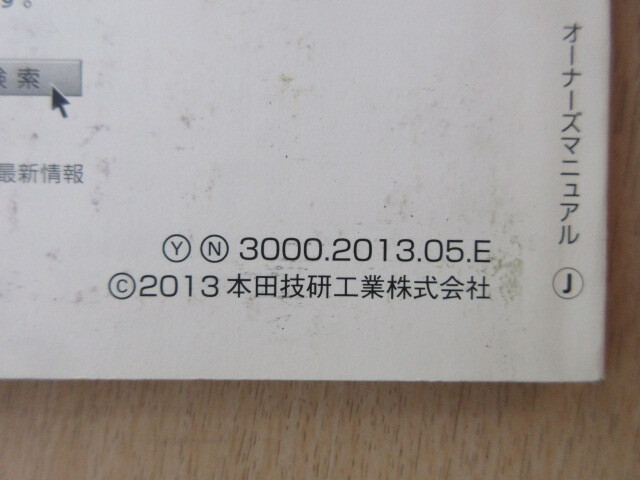 す。
検索
最新情報
Ⓨ Ⓝ 3000.2013.05.E
©2013 本田技研工業株式会社
オーナーズマニュアル Ⓙ